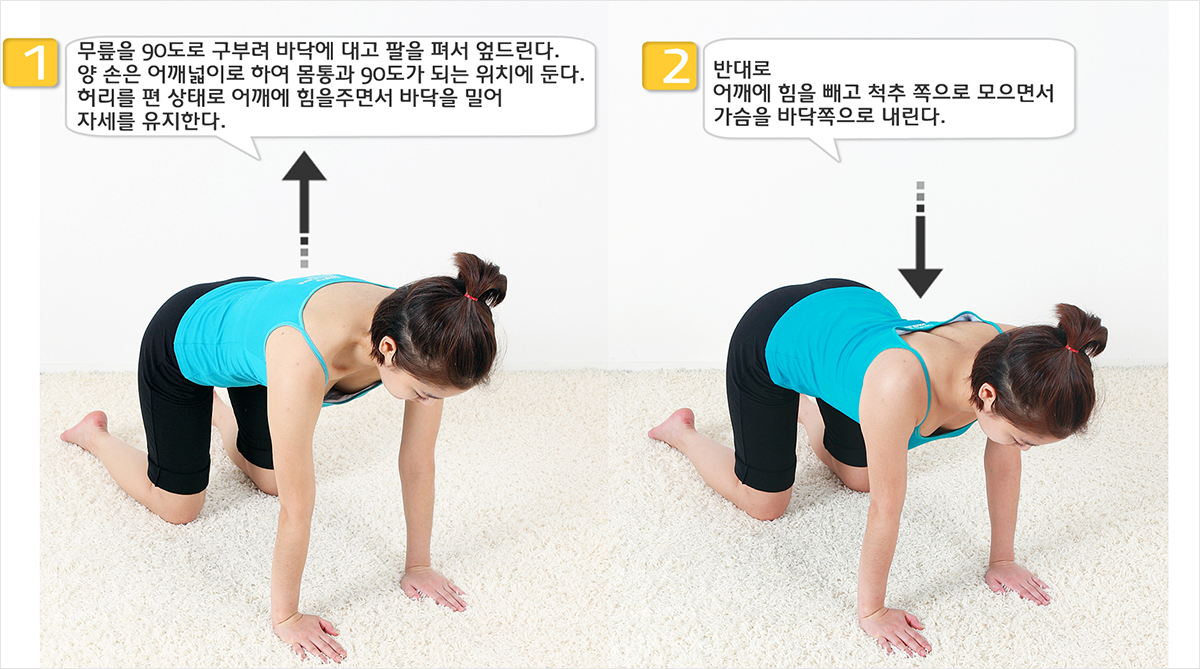 1
무릎을 90도로 구부려 바닥에 대고 팔을 펴서 엎드린다.
양 손은 어깨넓이로 하여 몸통과 90도가 되는 위치에 둔다.
허리를 편 상태로 어깨에 힘을주면서 바닥을 밀어
자세를 유지한다.
2
반대로
어깨에 힘을 빼고 척추 쪽으로 모으면서
가슴을 바닥쪽으로 내린다.